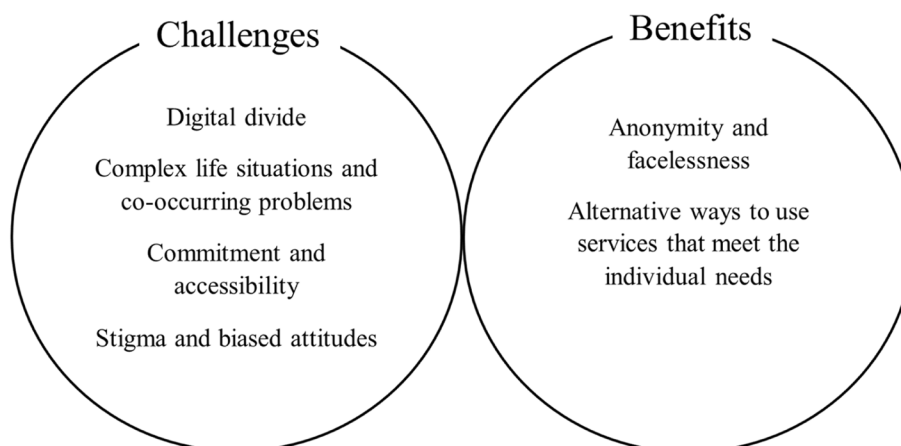 Challenges
Digital divide
Complex life situations and
co-occurring problems
Commitment and
accessibility
Stigma and biased attitudes
Benefits
Anonymity and
facelessness
Alternative ways to use
services that meet the
individual needs